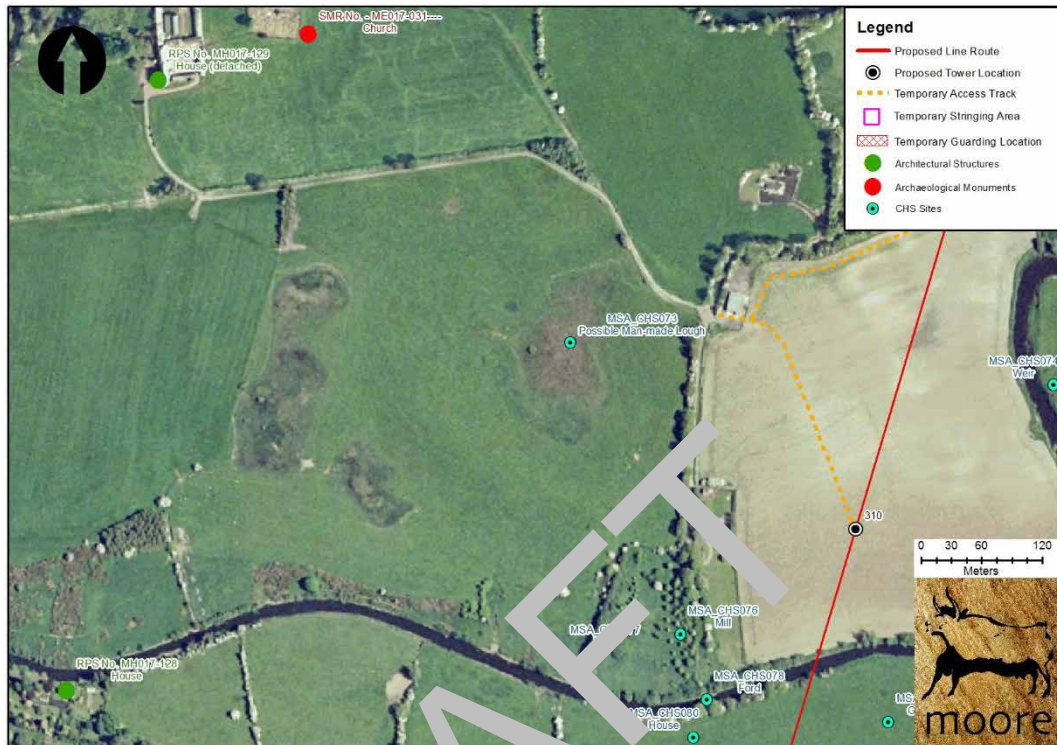 SMR No. - ME017-031----
Church
RPS No. MH017-129
House (detached)
Legend
Proposed Line Route
Proposed Tower Location
Temporary Access Track
Temporary Stringing Area
Temporary Guarding Location
Architectural Structures
Archaeological Monuments
CHS Sites
MSA_CHS073
Possible Man-made Lough
MSA_CHS074
Weir
310
0 30 60 120
Meters
MSA_CHS076
Mill
RPS No. MH017-128
House
MSA_CHS078
Ford
MSA_CHS080
House
moore